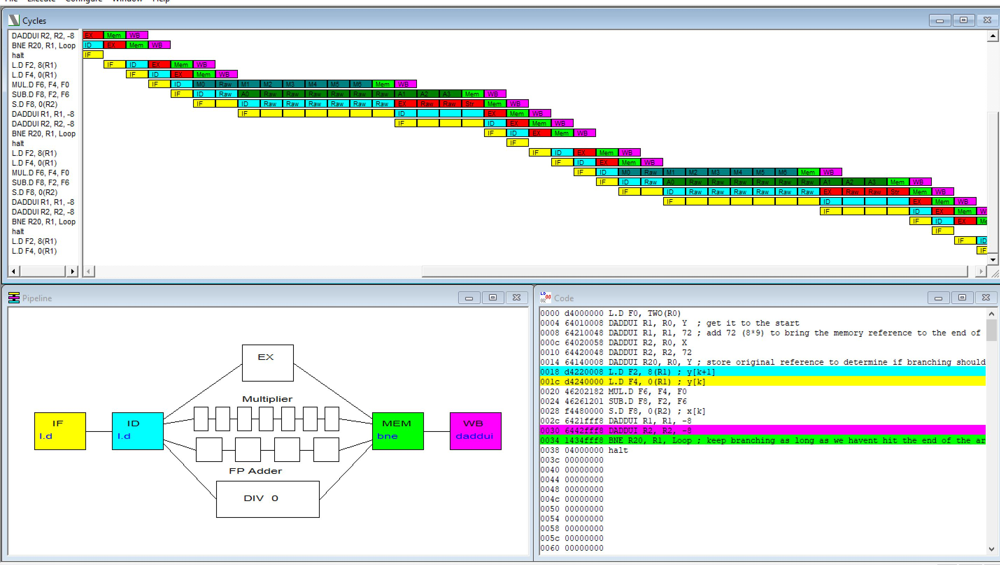 File Execute Configure Window Help
Cycles
DADDUI R2, R2, -8 EX Mem WB
BNE R20, R1, Loop ID EX Mem WB
halt IF
L.D F2, 8(R1) IF ID EX Mem WB
L.D F4, 0(R1) IF ID EX Mem WB
MUL.D F6, F4, F0 IF ID M0 Raw M1 M2 M3 M4 M5 M6 Mem WB
SUB.D F8, F2, F6 IF ID Raw A0 Raw Raw Raw Raw Raw Raw A1 A2 A3 Mem WB
S.D F8, 0(R2) IF ID Raw Raw Raw Raw Raw Raw EX Raw Raw Str Mem WB
DADDUI R1, R1, -8 IF ID EX Mem WB
DADDUI R2, R2, -8 IF ID EX Mem WB
BNE R20, R1, Loop IF ID EX Mem WB
halt IF
L.D F2, 8(R1) IF ID EX Mem WB
L.D F4, 0(R1) IF ID EX Mem WB
MUL.D F6, F4, F0 IF ID M0 Raw M1 M2 M3 M4 M5 M6 Mem WB
SUB.D F8, F2, F6 IF ID Raw A0 Raw Raw Raw Raw Raw Raw A1 A2 A3 Mem WB
S.D F8, 0(R2) IF ID Raw Raw Raw Raw Raw Raw EX Raw Raw Str Mem WB
DADDUI R1, R1, -8 IF ID EX Mem WB
DADDUI R2, R2, -8 IF ID EX Mem W
BNE R20, R1, Loop IF ID EX Me
halt IF
L.D F2, 8(R1) IF ID
L.D F4, 0(R1) IF
Pipeline
EX
Multiplier
IF
l.d
ID
l.d
MEM
bne
WB
daddui
FP Adder
DIV 0
Code
0000 d4000000 L.D F0, TWO(R0)
0004 64010008 DADDUI R1, R0, Y ; get it to the start
0008 64210048 DADDUI R1, R1, 72 ; add 72 (8*9) to bring the memory reference to the end of
000c 64020058 DADDUI R2, R0, X
0010 64420048 DADDUI R2, R2, 72
0014 64140008 DADDUI R20, R0, Y ; store original reference to determine if branching should
0018 d4220008 L.D F2, 8(R1) ; y[k+1]
001c d4240000 L.D F4, 0(R1) ; y[k]
0020 46202182 MUL.D F6, F4, F0
0024 46261201 SUB.D F8, F2, F6
0028 f4480000 S.D F8, 0(R2) ; x[k]
002c 6421fff8 DADDUI R1, R1, -8
0030 6442fff8 DADDUI R2, R2, -8
0034 1434fff8 BNE R20, R1, Loop ; keep branching as long as we havent hit the end of the ar
0038 04000000 halt
003c 00000000
0040 00000000
0044 00000000
0048 00000000
004c 00000000
0050 00000000
0054 00000000
0058 00000000
005c 00000000
0060 00000000